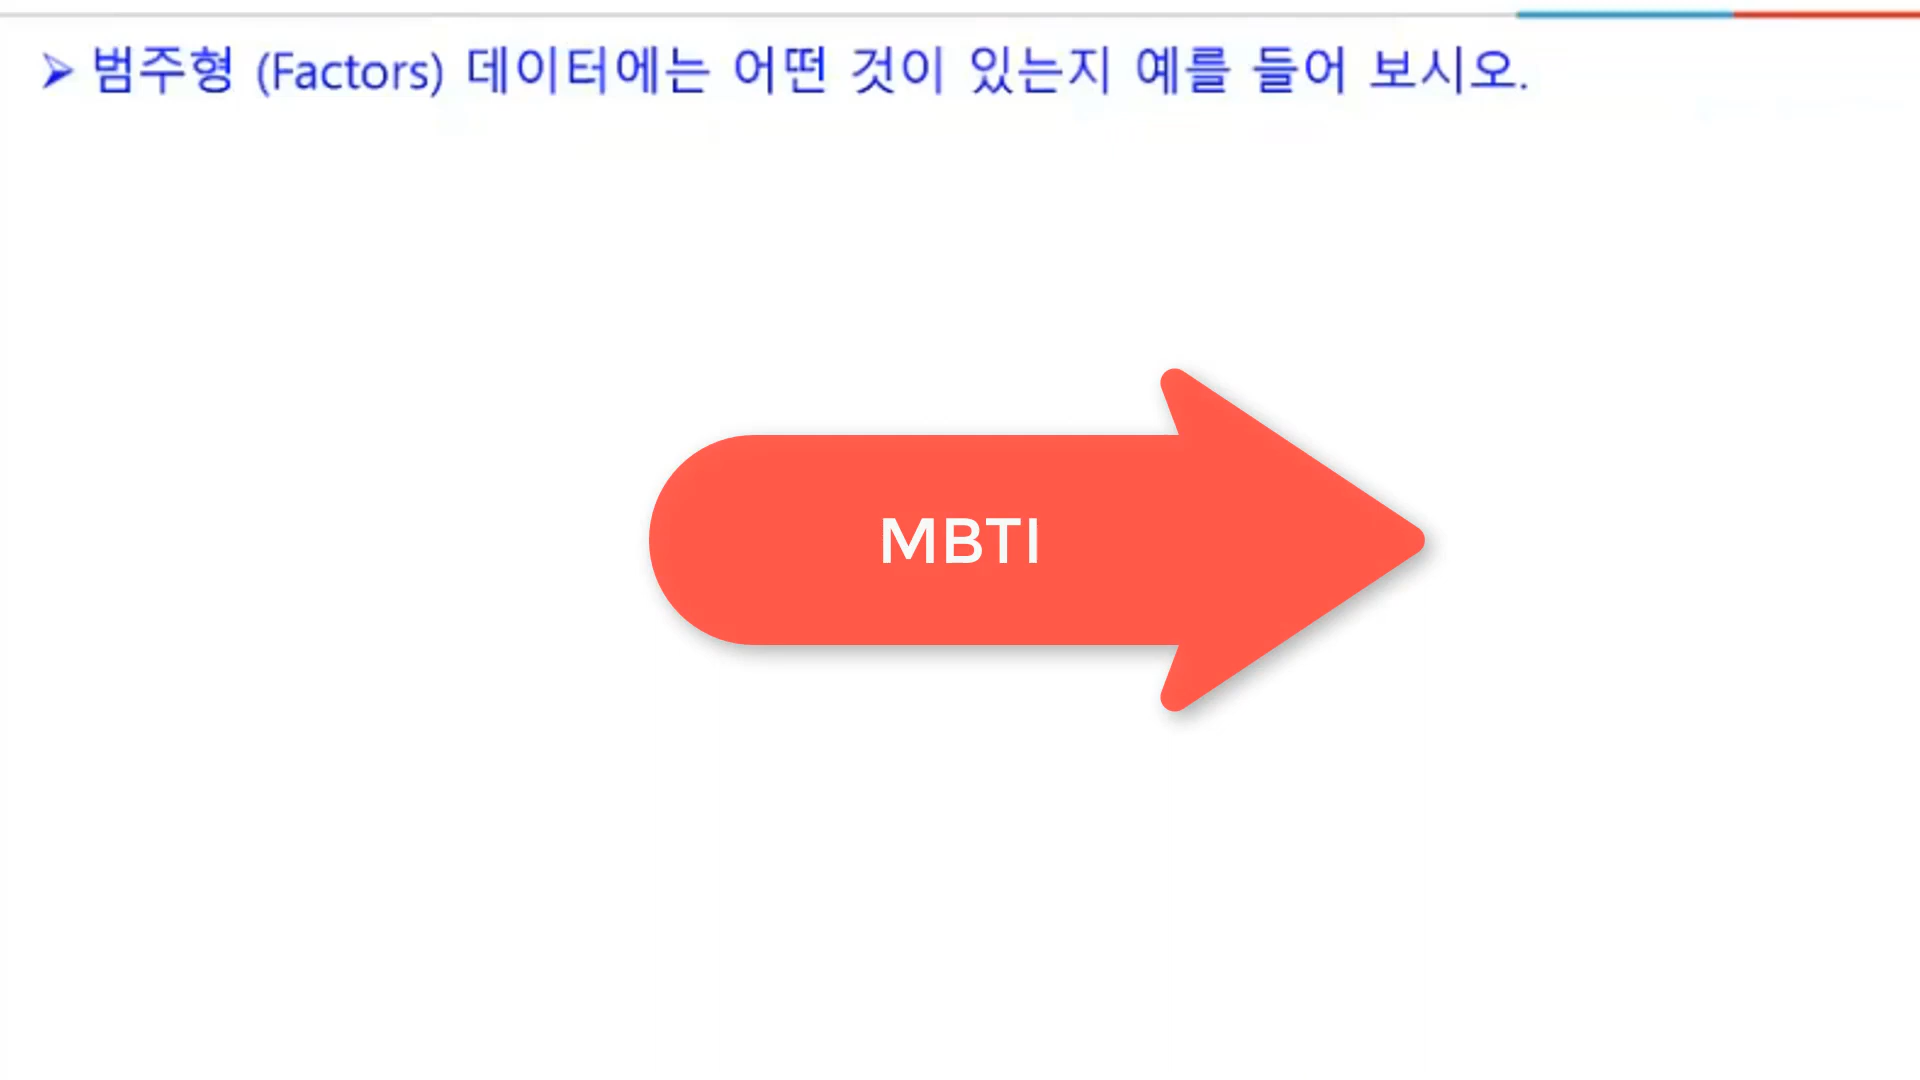 ➢ 범주형 (Factors) 데이터에는 어떤 것이 있는지 예를 들어 보시오.
MBTI